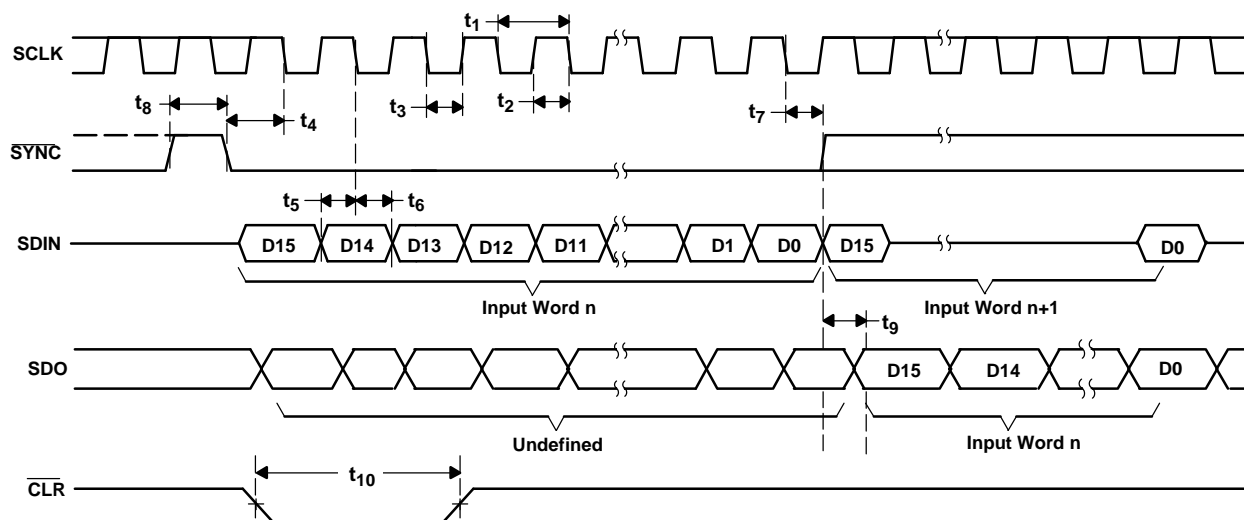 t1
SCLK
t8
t4
t3
t2
t7
SYNC
t5
t6
SDIN
D15
D14
D13
D12
D11
D1
D0
D15
D0
Input Word n
Input Word n+1
t9
SDO
D15
D14
D0
Undefined
Input Word n
t10
CLR